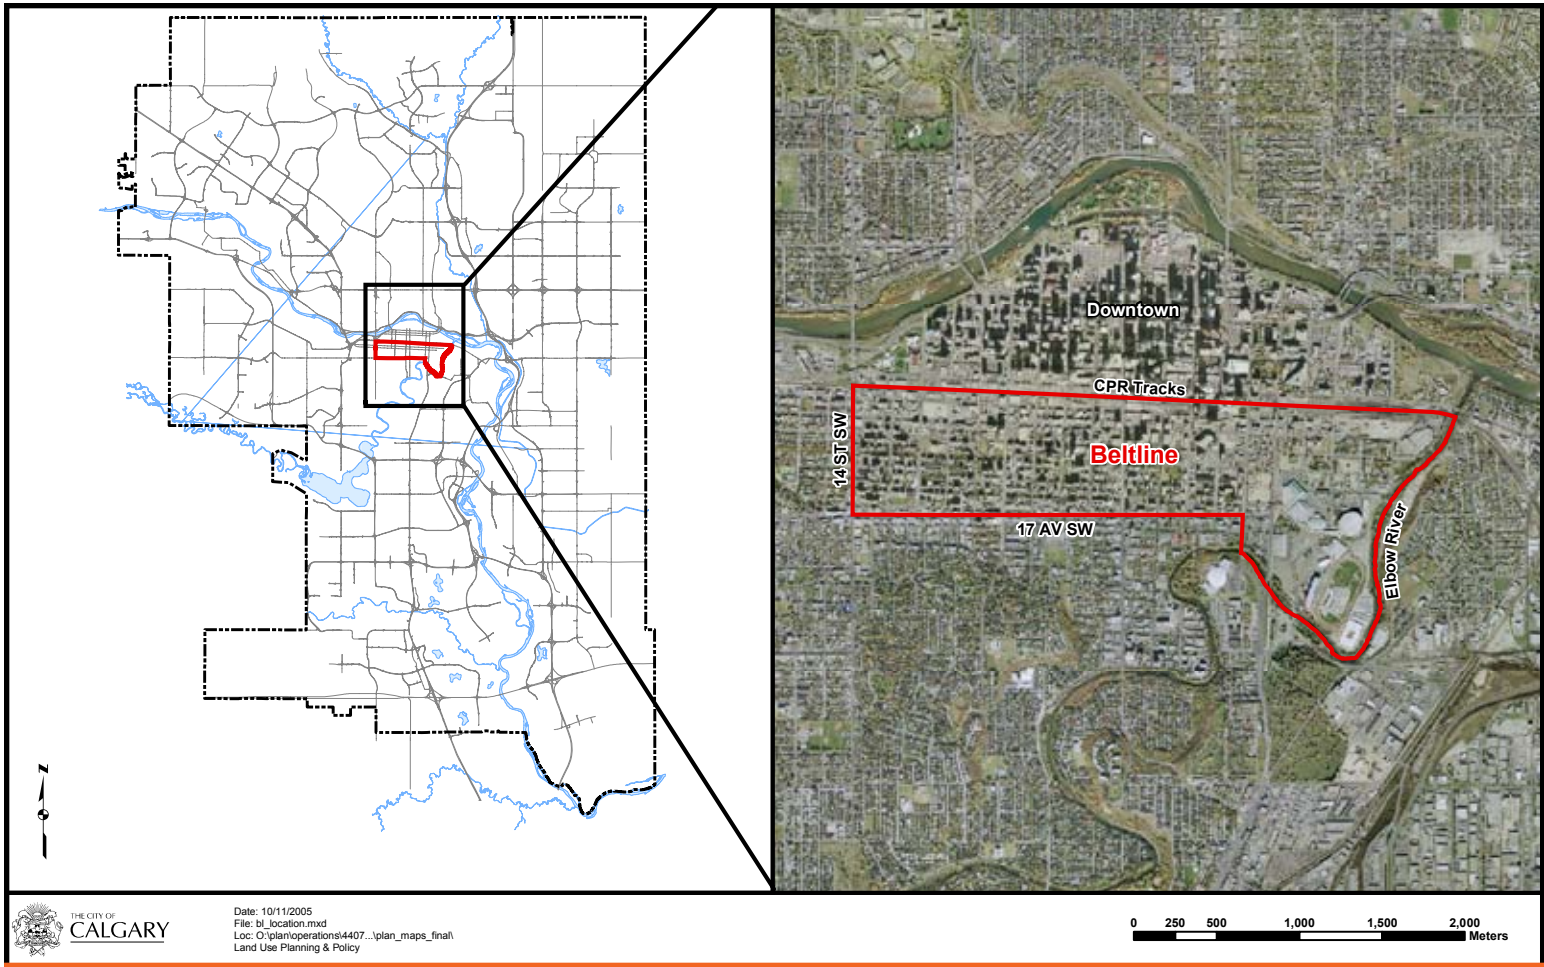 Downtown
CPR Tracks
14 ST SW
Beltline
17 AV SW
Elbow River
N
THE CITY OF
CALGARY
Date: 10/11/2005
File: bl_location.mxd
Loc: O:\plan\operations\4407...\plan_maps_final\
Land Use Planning & Policy
0 250 500 1,000 1,500 2,000
Meters